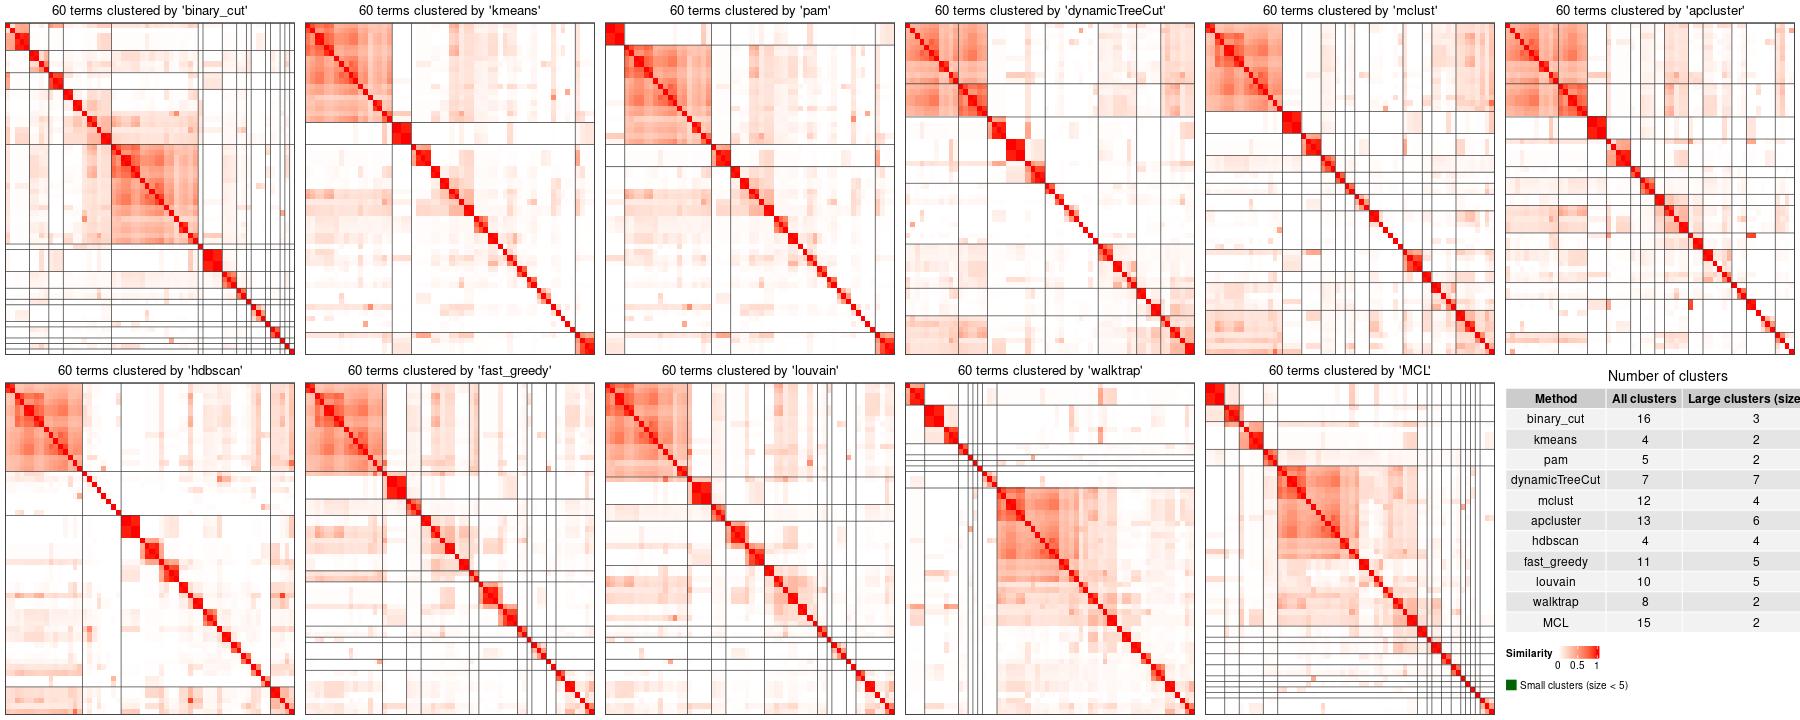 60 terms clustered by 'binary_cut'
60 terms clustered by 'kmeans'
60 terms clustered by 'pam'
60 terms clustered by 'dynamicTreeCut'
60 terms clustered by 'mclust'
60 terms clustered by 'apcluster'
60 terms clustered by 'hdbscan'
60 terms clustered by 'fast_greedy'
60 terms clustered by 'louvain'
60 terms clustered by 'walktrap'
60 terms clustered by 'MCL'
Number of clusters
Method All clusters Large clusters (size
binary_cut 16 3
kmeans 4 2
pam 5 2
dynamicTreeCut 7 7
mclust 12 4
apcluster 13 6
hdbscan 4 4
fast_greedy 11 5
louvain 10 5
walktrap 8 2
MCL 15 2
Similarity
0 0.5 1
Small clusters (size < 5)